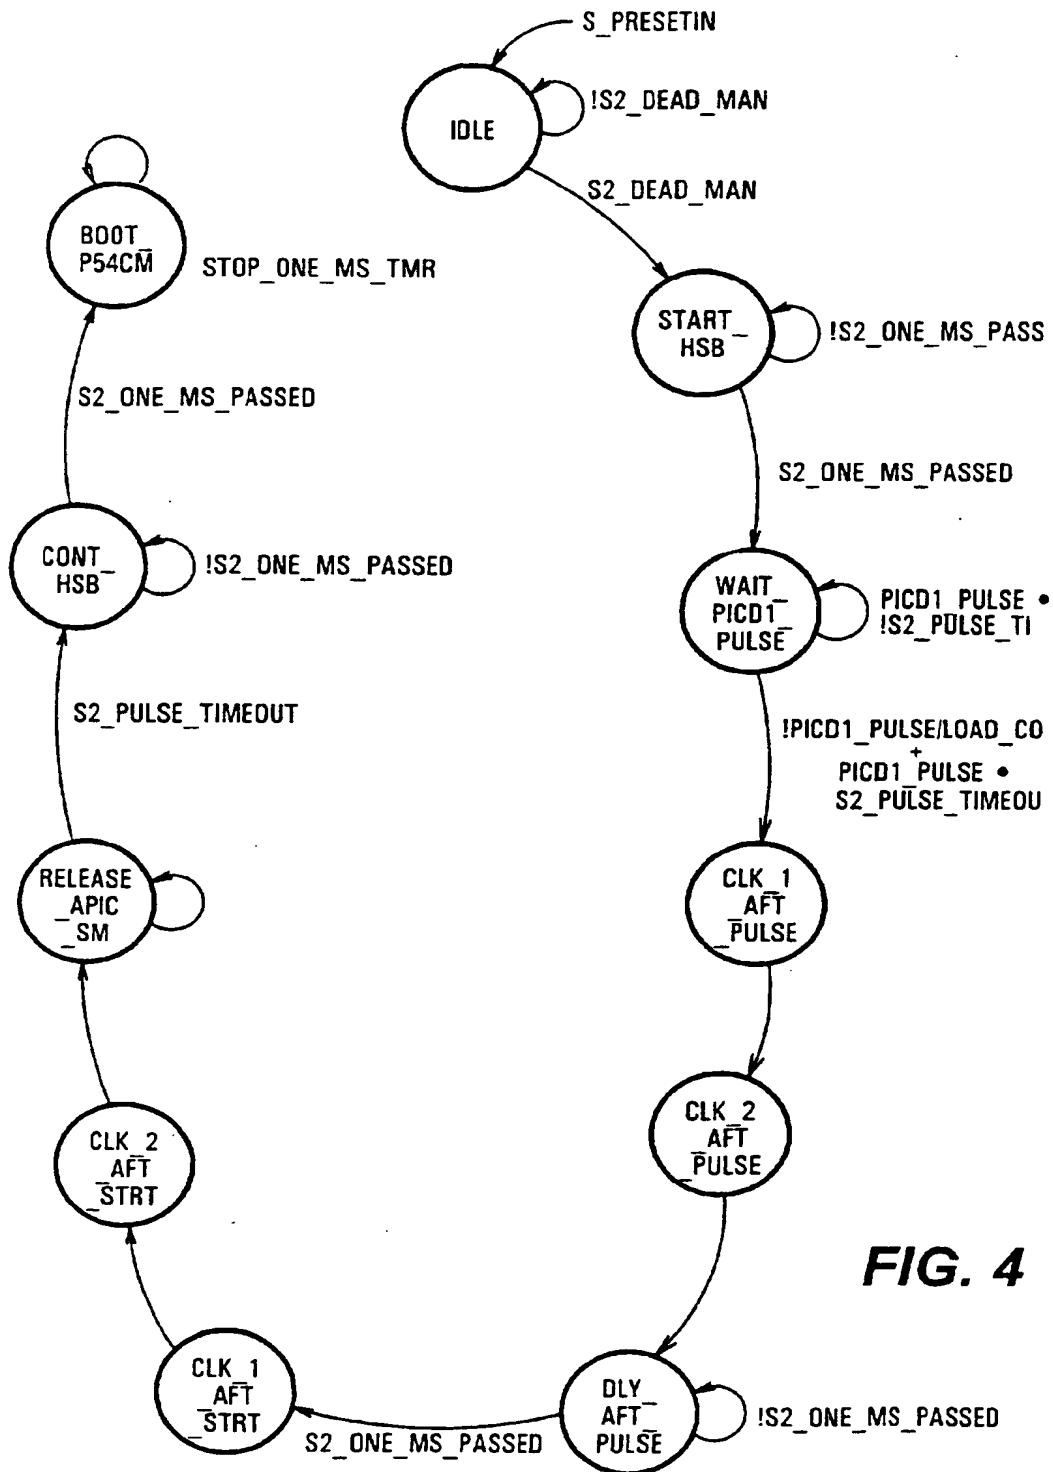 S_PRESETIN
IDLE
!S2_DEAD_MAN
S2_DEAD_MAN
BOOT_
P54CM
STOP_ONE_MS_TMR
START_
HSB
!S2_ONE_MS_PASS
S2_ONE_MS_PASSED
S2_ONE_MS_PASSED
CONT_
HSB
!S2_ONE_MS_PASSED
WAIT_
PICD1_
PULSE
PICD1_PULSE •
!S2_PULSE_TI
S2_PULSE_TIMEOUT
!PICD1_PULSE/LOAD_CO
+
PICD1_PULSE •
S2_PULSE_TIMEOU
RELEASE
_APIC
_SM
CLK_1
_AFT
_PULSE
CLK_2
_AFT
_PULSE
CLK_2
_AFT
_STRT
FIG. 4
CLK_1
_AFT
_STRT
S2_ONE_MS_PASSED
DLY_
AFT_
PULSE
!S2_ONE_MS_PASSED